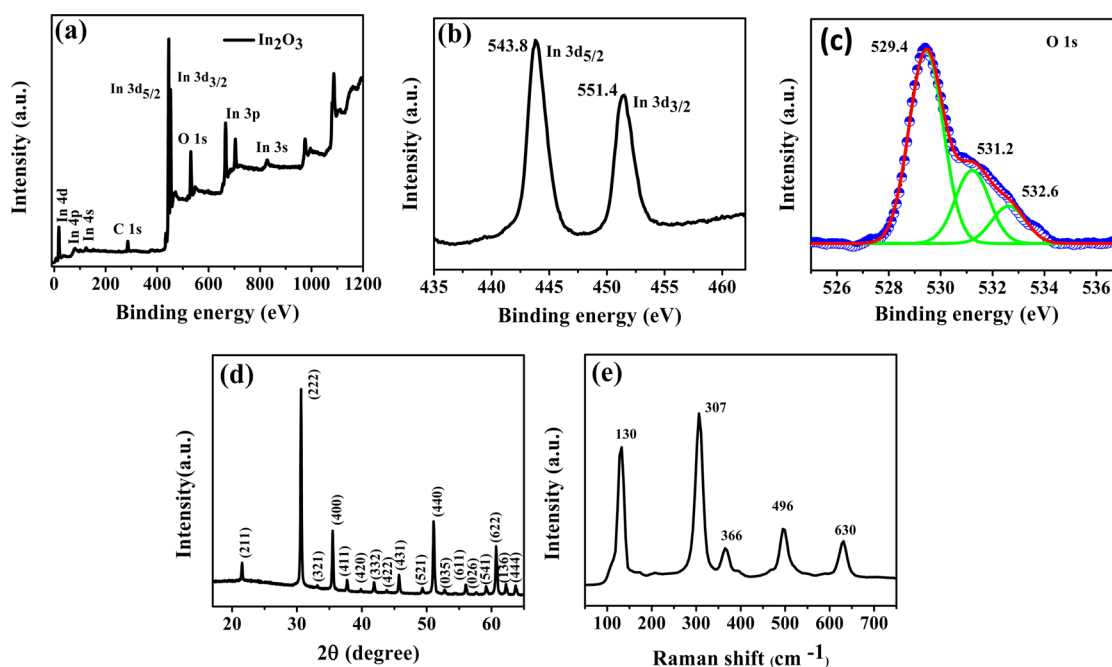 (a)
In2O3
In 3d5/2
In 3d3/2
In 3p
O 1s
In 3s
In 4d
In 4p
In 4s
C 1s
0 200 400 600 800 1000 1200
Binding energy (eV)
Intensity (a.u.)
(b)
543.8
In 3d5/2
551.4
In 3d3/2
435 440 445 450 455 460
Binding energy (eV)
Intensity (a.u.)
(c)
O 1s
529.4
531.2
532.6
526 528 530 532 534 536
Binding energy (eV)
Intensity (a.u.)
(d)
(211)
(222)
(321)
(400)
(411)
(420)
(332)
(422)
(431)
(521)
(440)
(035)
(611)
(026)
(541)
(622)
(136)
(444)
20 30 40 50 60
2θ (degree)
Intensity(a.u.)
(e)
130
307
366
496
630
100 200 300 400 500 600 700
Raman shift (cm -1)
Intensity (a.u.)